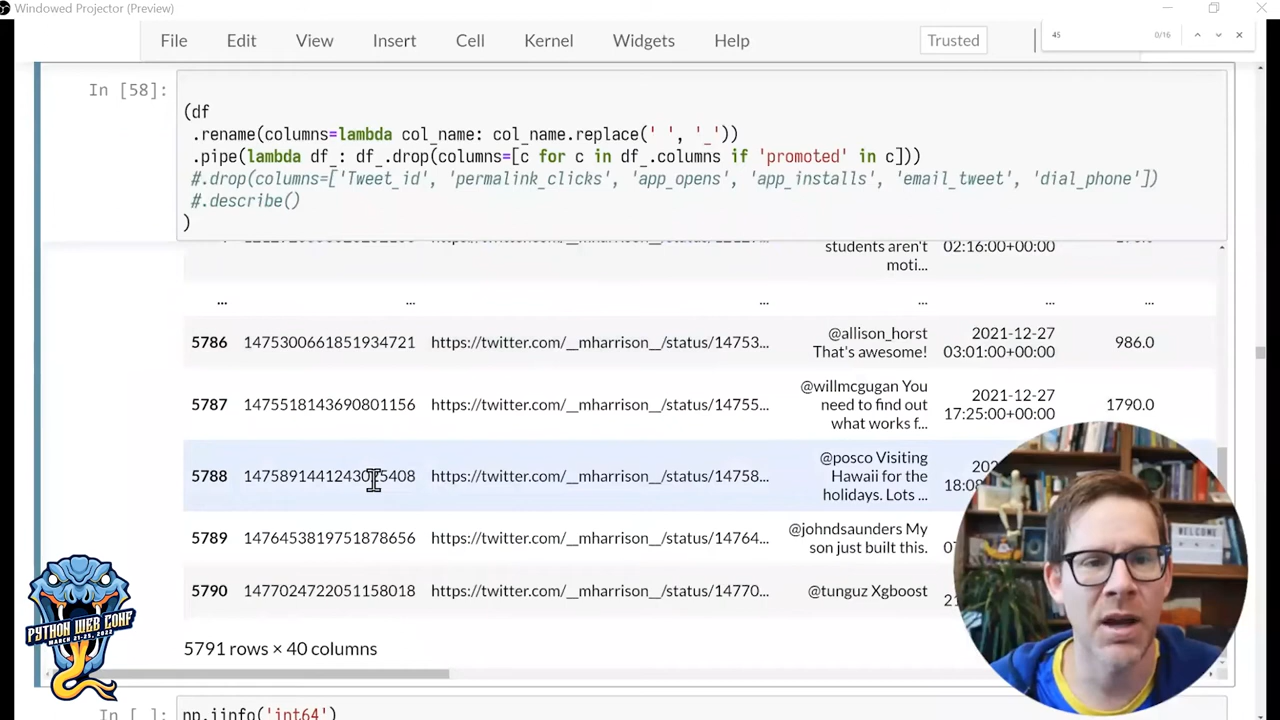 Windowed Projector (Preview)
File Edit View Insert Cell Kernel Widgets Help Trusted
45 0/16
In [58]:
(df
.rename(columns=lambda col_name: col_name.replace(' ', '_'))
.pipe(lambda df_: df_.drop(columns=[c for c in df_.columns if 'promoted' in c]))
#.drop(columns=['Tweet_id', 'permalink_clicks', 'app_opens', 'app_installs', 'email_tweet', 'dial_phone'])
#.describe()
)
students aren't
moti...
02:16:00+00:00
... ... ... ... ... ...
5786 1475300661851934721 https://twitter.com/__mharrison__/status/14753... @allison_horst
That's awesome!
2021-12-27
03:01:00+00:00
986.0
5787 1475518143690801156 https://twitter.com/__mharrison__/status/14755... @willmcgugan You
need to find out
what works f...
2021-12-27
17:25:00+00:00
1790.0
5788 https://twitter.com/__mharrison__/status/14758... @posco Visiting
Hawaii for the
holidays. Lots ...
5789 1476453819751878656 https://twitter.com/__mharrison__/status/14764... @johndsaunders My
son just built this.
5790 1477024722051158018 https://twitter.com/__mharrison__/status/14770... @tunguz Xgboost
5791 rows × 40 columns
np.iinfo('int64')
In [ ]:
PYTHON WEB CONF
MARCH 21-25, 2022
WELCOME